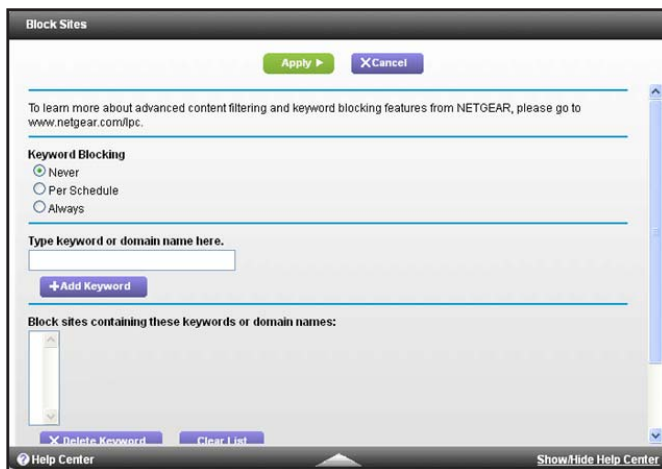 Block Sites
Apply
Cancel
To learn more about advanced content filtering and keyword blocking features from NETGEAR, please go to
www.netgear.com/lpc.
Keyword Blocking
Never
Per Schedule
Always
Type keyword or domain name here.
+Add Keyword
Block sites containing these keywords or domain names:
Delete Keyword
Clear List
Help Center
Show/Hide Help Center